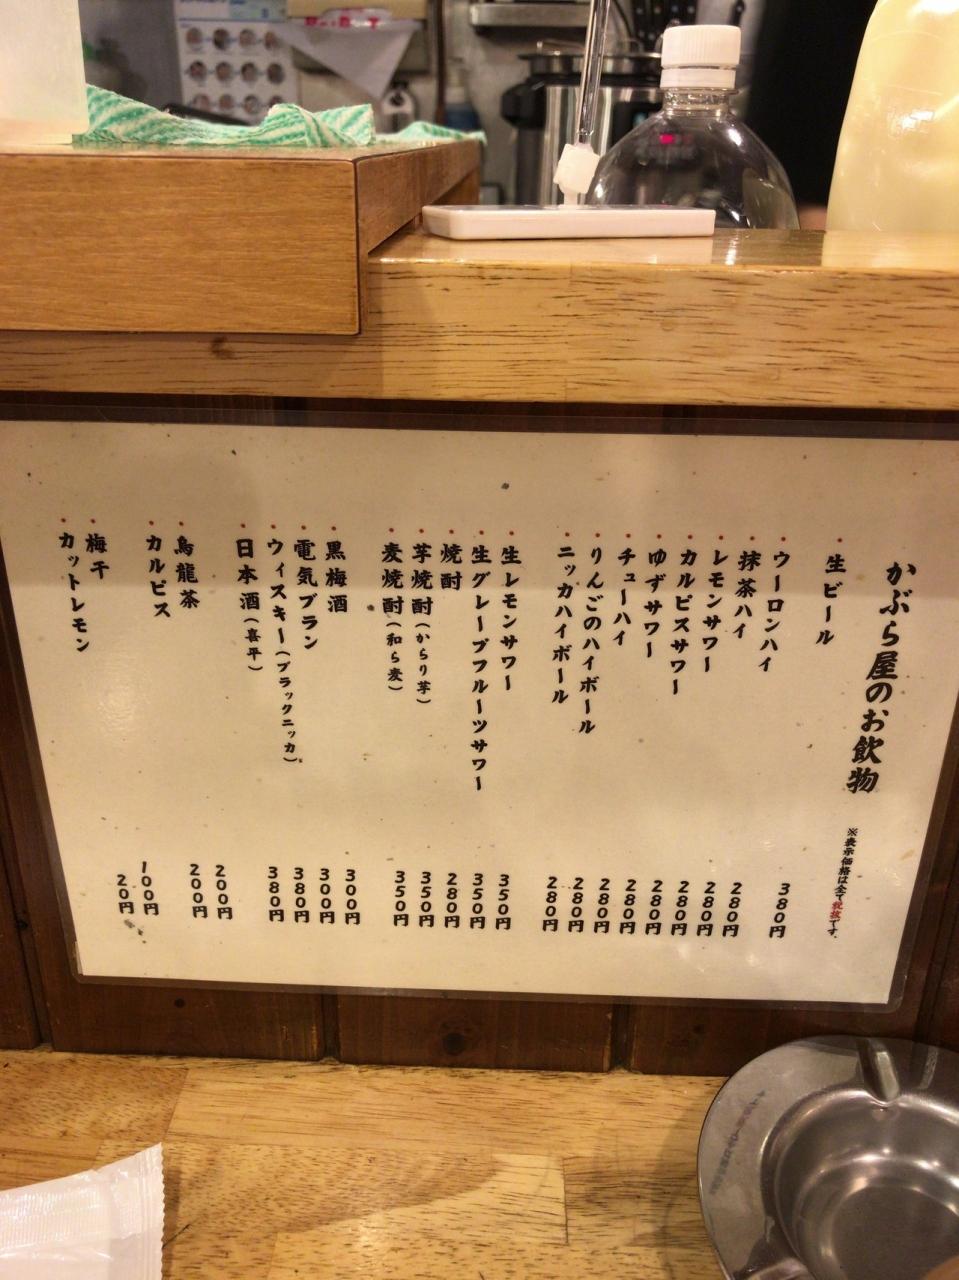 かぶら屋のお飲物 ※表示価格は全て税抜です。
・生ビール 380円
・ウーロンハイ 280円
・抹茶ハイ 280円
・レモンサワー 280円
・カルピスサワー 280円
・ゆずサワー 280円
・チューハイ 280円
・りんごのハイボール 280円
・ニッカハイボール 280円
・生レモンサワー 350円
・生グレープフルーツサワー 350円
・焼酎 280円
・芋焼酎(からり芋) 350円
・麦焼酎(和ら麦) 350円
・黒梅酒 300円
・電気ブラン 300円
・ウィスキー(ブラックニッカ) 380円
・日本酒(喜平) 380円
・烏龍茶 200円
・カルピス 200円
・梅干 100円
・カットレモン 20円